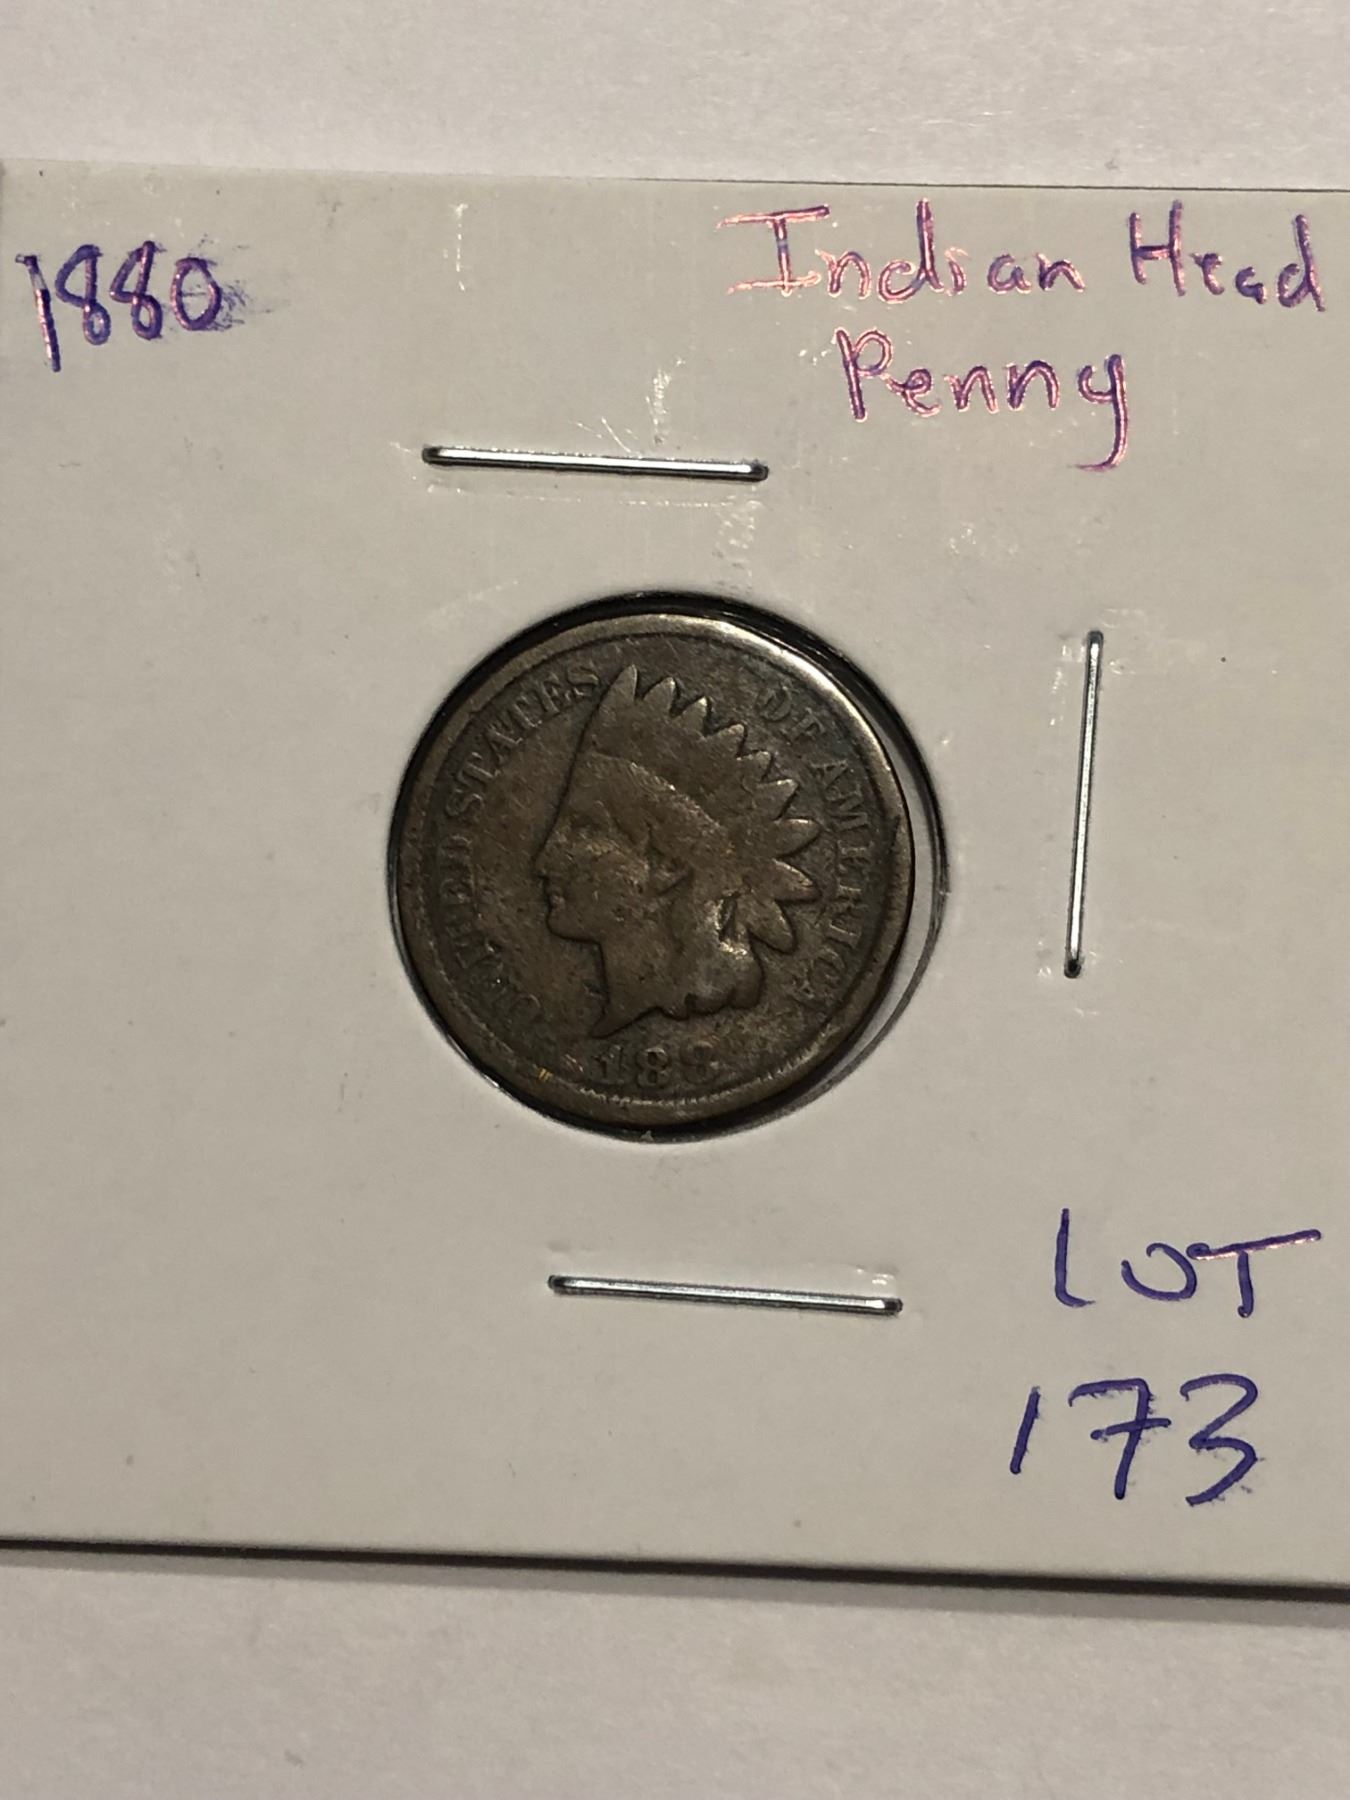 1880
Indian Head
Penny
UNITED STATES OF AMERICA
188
LOT
173